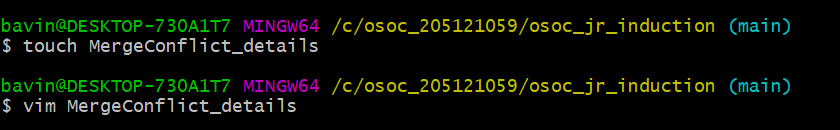 bavin@DESKTOP-730A1T7 MINGW64 /c/osoc_205121059/osoc_jr_induction (main)
$ touch MergeConflict_details
bavin@DESKTOP-730A1T7 MINGW64 /c/osoc_205121059/osoc_jr_induction (main)
$ vim MergeConflict_details